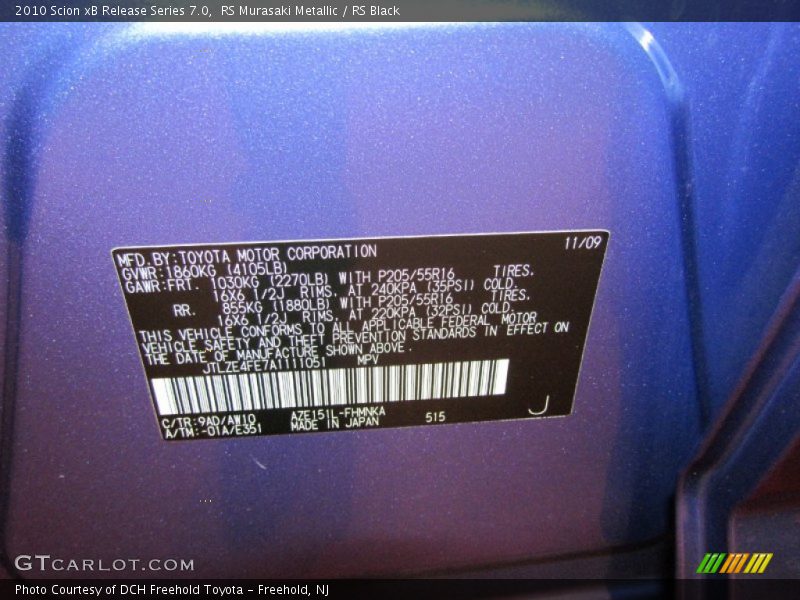 2010 Scion xB Release Series 7.0,  RS Murasaki Metallic / RS Black
MFD. BY: TOYOTA MOTOR CORPORATION 11/09
GVWR: 1860KG (4105LB)
GAWR: FRT. 1030KG (2270LB) WITH P205/55R16 TIRES.
16X6 1/2J RIMS. AT 240KPA (35PSI) COLD.
RR. 855KG (1880LB) WITH P205/55R16 TIRES.
16X6 1/2J RIMS. AT 220KPA (32PSI) COLD.
THIS VEHICLE CONFORMS TO ALL APPLICABLE FEDERAL MOTOR
VEHICLE SAFETY AND THEFT PREVENTION STANDARDS IN EFFECT ON
THE DATE OF MANUFACTURE SHOWN ABOVE.
JTLZE4FE7A1111051 MPV
C/TR: 9AD/AW10 AZE151L-FHMNKA
A/TM: -01A/E351 MADE IN JAPAN 515 J
GTCARLOT.COM
Photo Courtesy of DCH Freehold Toyota – Freehold, NJ